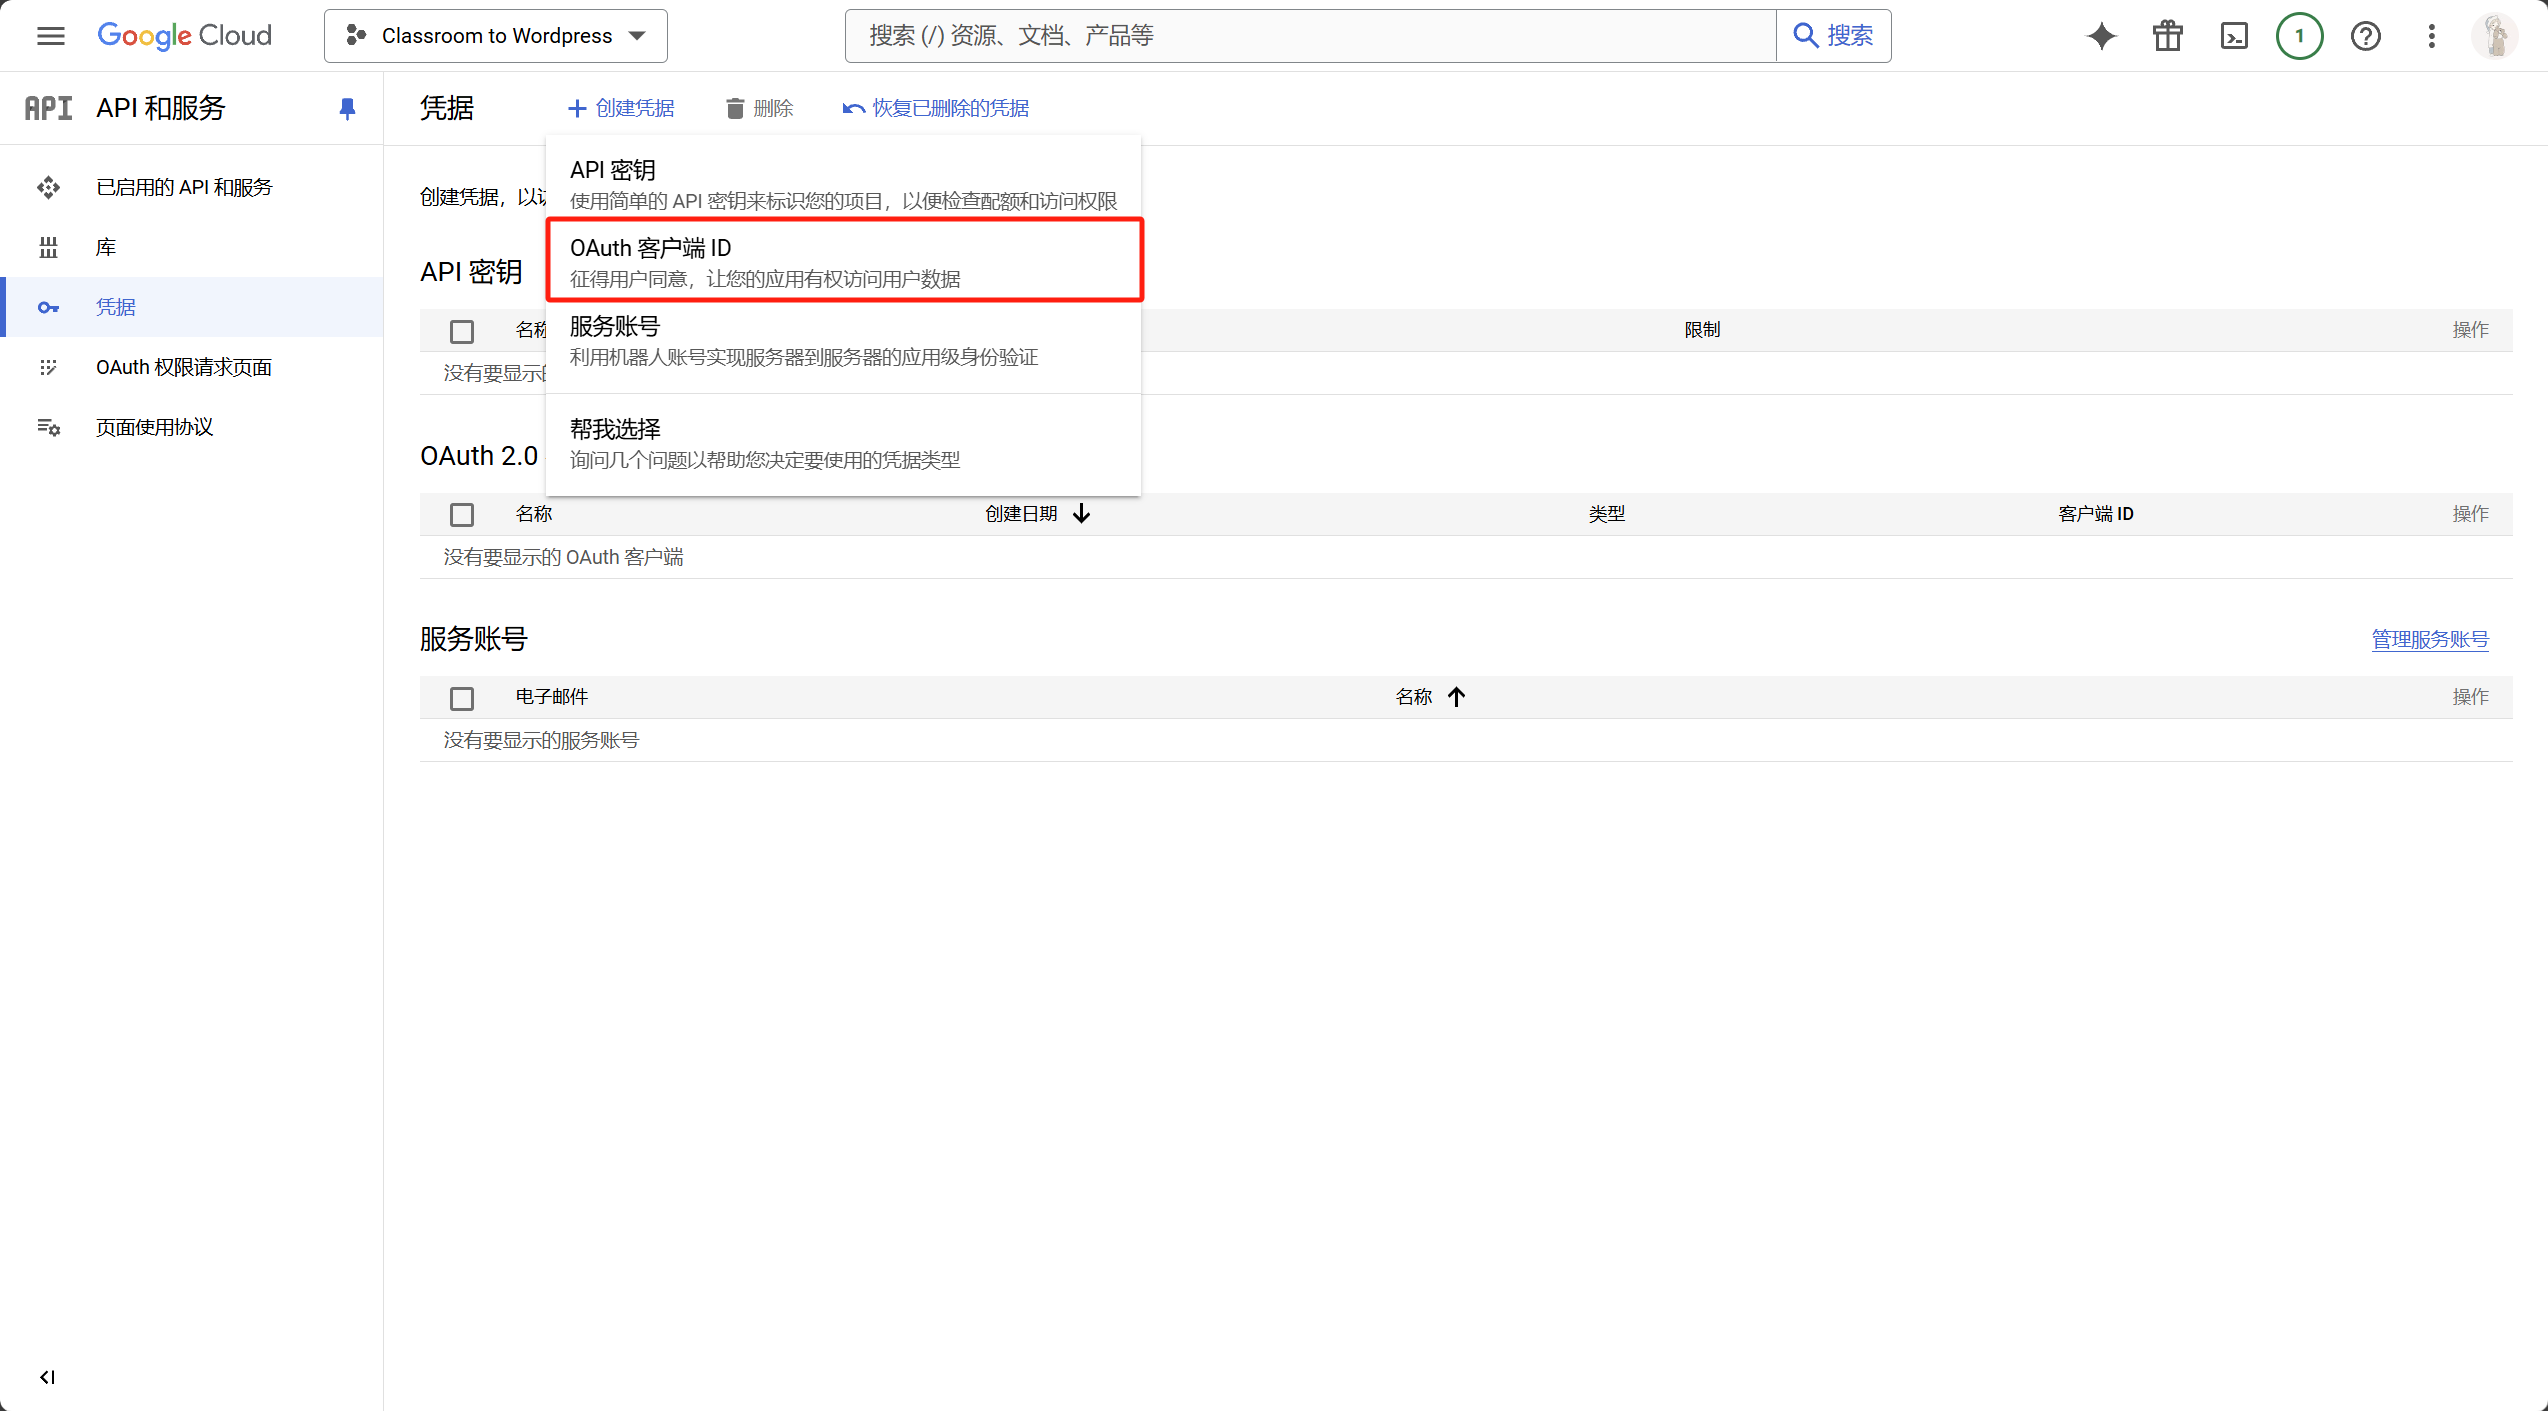 Google Cloud
Classroom to Wordpress
搜索 (/) 资源、文档、产品等
搜索
1
API
API 和服务
凭据
创建凭据
删除
恢复已删除的凭据
已启用的 API 和服务
库
凭据
OAuth 权限请求页面
页面使用协议
API 密钥
使用简单的 API 密钥来标识您的项目，以便检查配额和访问权限
OAuth 客户端 ID
征得用户同意，让您的应用有权访问用户数据
服务账号
利用机器人账号实现服务器到服务器的应用级身份验证
帮我选择
询问几个问题以帮助您决定要使用的凭据类型
创建凭据，以
API 密钥
名称 限制 操作
没有要显示
OAuth 2.0
名称 创建日期 类型 客户端 ID 操作
没有要显示的 OAuth 客户端
服务账号
管理服务账号
电子邮件 名称 操作
没有要显示的服务账号